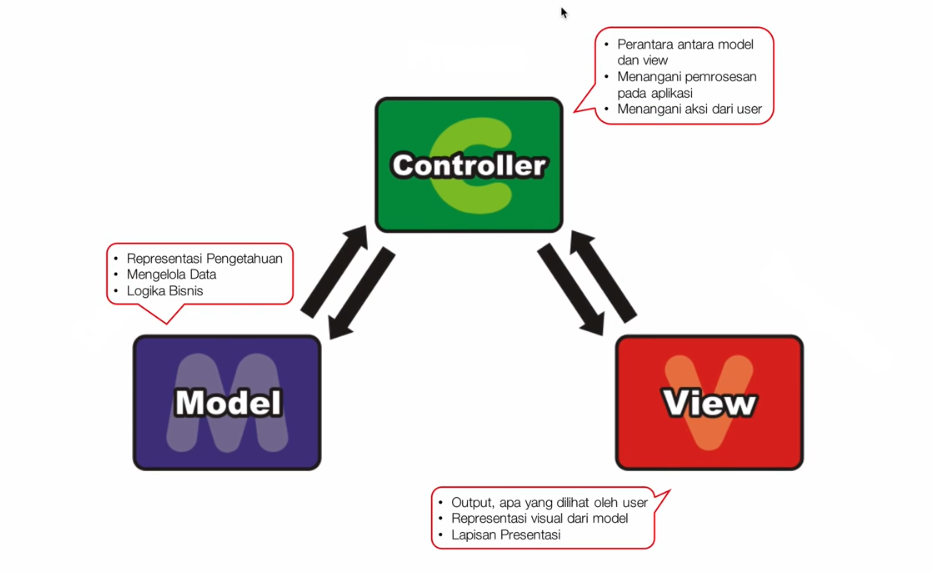 • Perantara antara model
dan view
• Menangani pemrosesan
pada aplikasi
• Menangani aksi dari user
Controller
• Representasi Pengetahuan
• Mengelola Data
• Logika Bisnis
Model
View
• Output, apa yang dilihat oleh user
• Representasi visual dari model
• Lapisan Presentasi